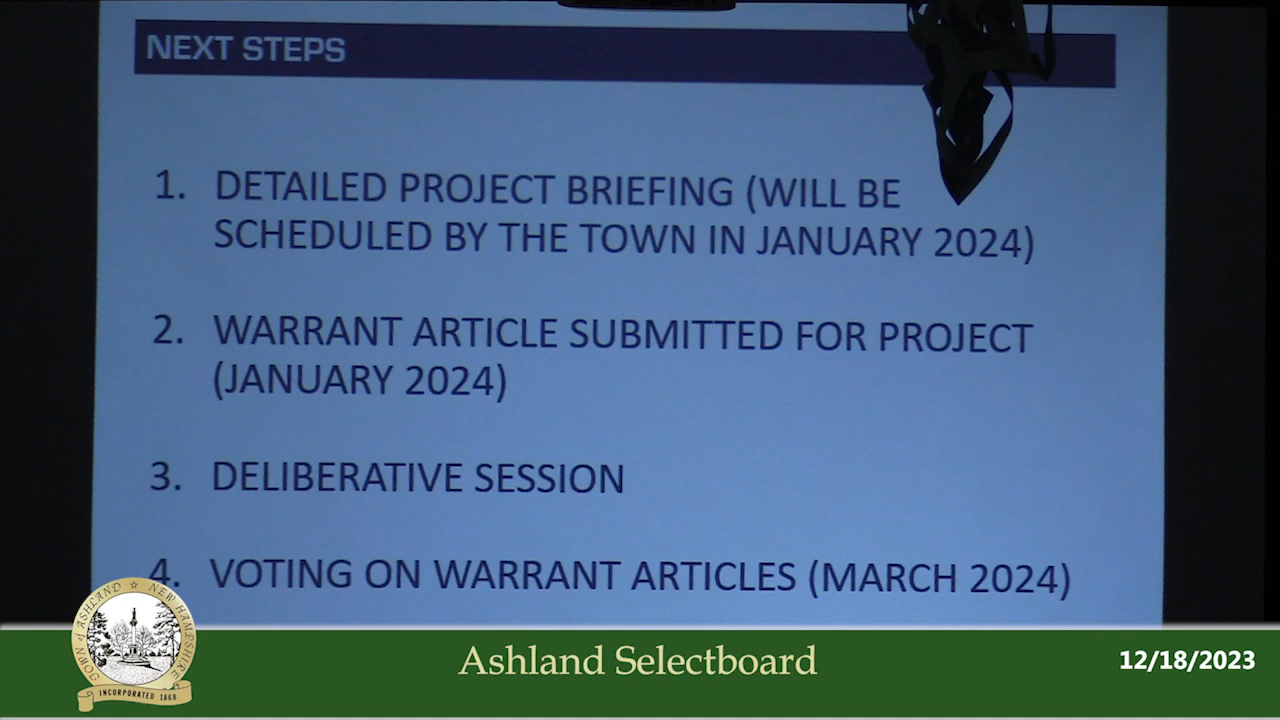 NEXT STEPS
1. DETAILED PROJECT BRIEFING (WILL BE
SCHEDULED BY THE TOWN IN JANUARY 2024)
2. WARRANT ARTICLE SUBMITTED FOR PROJECT
(JANUARY 2024)
3. DELIBERATIVE SESSION
4. VOTING ON WARRANT ARTICLES (MARCH 2024)
TOWN of ASHLAND ☆ NEW HAMPSHIRE
INCORPORATED 1868
Ashland Selectboard
12/18/2023